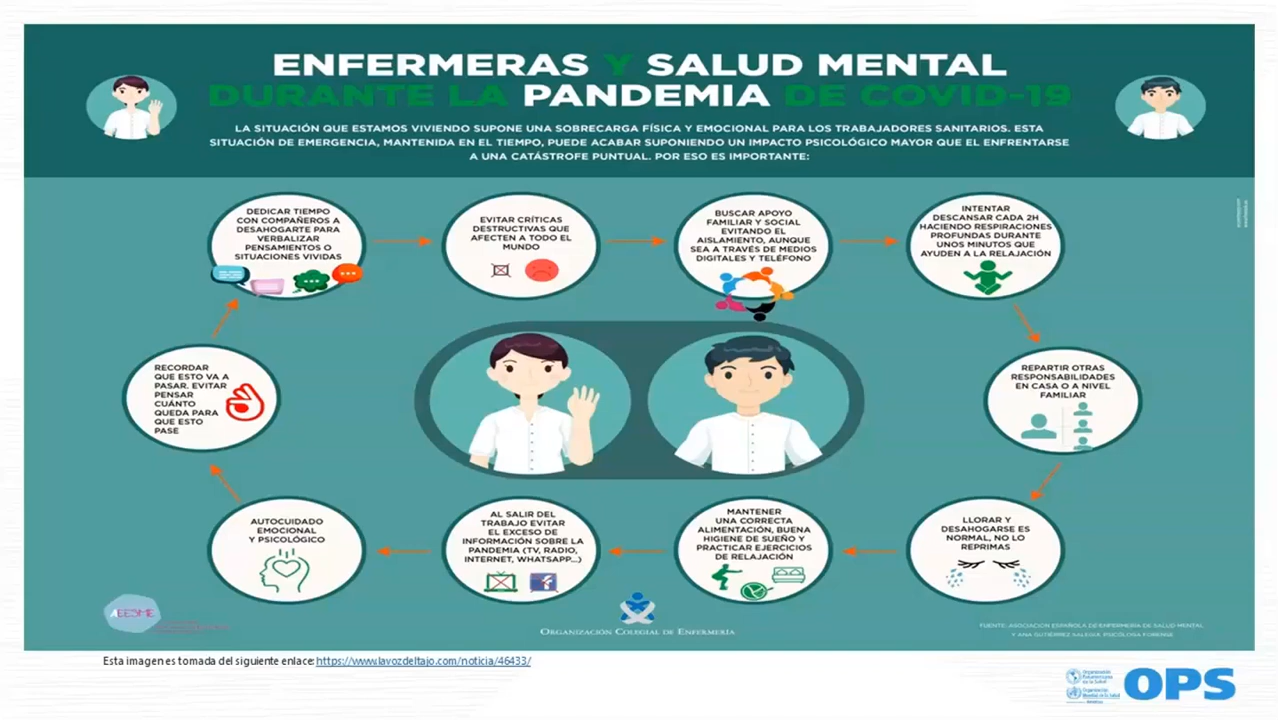 ENFERMERAS Y SALUD MENTAL
DURANTE LA PANDEMIA DE COVID-19
LA SITUACIÓN QUE ESTAMOS VIVIENDO SUPONE UNA SOBRECARGA FÍSICA Y EMOCIONAL PARA LOS TRABAJADORES SANITARIOS. ESTA
SITUACIÓN DE EMERGENCIA, MANTENIDA EN EL TIEMPO, PUEDE ACABAR SUPONIENDO UN IMPACTO PSICOLÓGICO MAYOR QUE EL ENFRENTARSE
A UNA CATÁSTROFE PUNTUAL. POR ESO ES IMPORTANTE:
DEDICAR TIEMPO
CON COMPAÑEROS A
DESAHOGARTE PARA
VERBALIZAR
PENSAMIENTOS O
SITUACIONES VIVIDAS
EVITAR CRÍTICAS
DESTRUCTIVAS QUE
AFECTEN A TODO EL
MUNDO
BUSCAR APOYO
FAMILIAR Y SOCIAL
EVITANDO EL
AISLAMIENTO, AUNQUE
SEA A TRAVÉS DE MEDIOS
DIGITALES Y TELÉFONO
INTENTAR
DESCANSAR CADA 2H
HACIENDO RESPIRACIONES
PROFUNDAS DURANTE
UNOS MINUTOS QUE
AYUDEN A LA RELAJACIÓN
REPARTIR OTRAS
RESPONSABILIDADES
EN CASA O A NIVEL
FAMILIAR
LLORAR Y
DESAHOGARSE ES
NORMAL, NO LO
REPRIMAS
MANTENER
UNA CORRECTA
ALIMENTACIÓN, BUENA
HIGIENE DE SUEÑO Y
PRACTICAR EJERCICIOS
DE RELAJACIÓN
AL SALIR DEL
TRABAJO EVITAR
EL EXCESO DE
INFORMACIÓN SOBRE LA
PANDEMIA (TV, RADIO,
INTERNET, WHATSAPP...)
AUTOCUIDADO
EMOCIONAL
Y PSICOLÓGICO
RECORDAR
QUE ESTO VA A
PASAR. EVITAR
PENSAR
CUÁNTO
QUEDA PARA
QUE ESTO
PASE
AEESME
ORGANIZACIÓN COLEGIAL DE ENFERMERÍA
FUENTE: ASOCIACIÓN ESPAÑOLA DE ENFERMERÍA DE SALUD MENTAL
Y ANA GUTIÉRREZ SALEGUI, PSICÓLOGA FORENSE
Esta imagen es tomada del siguiente enlace: https://www.lavozdeltajo.com/noticia/46433/
Organización
Panamericana
de la Salud
Organización
Mundial de la Salud
OPS